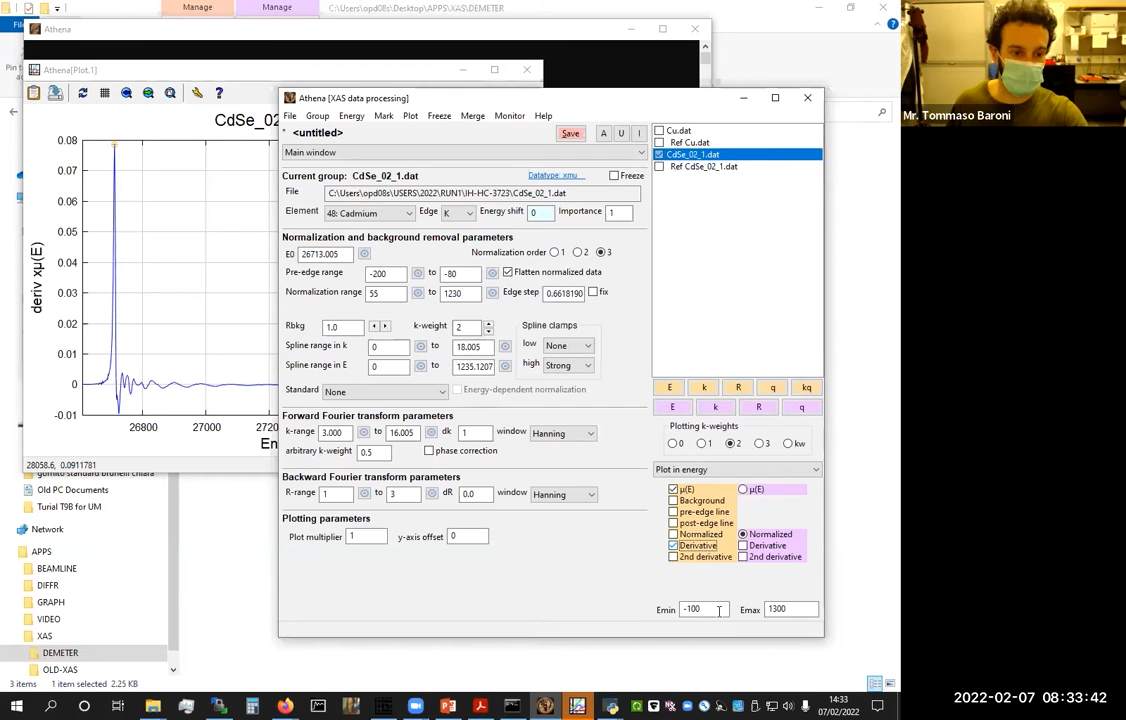 Manage
Manage
C:\Users\opd08s\Desktop\APPS\XAS\DEMETER
File
Athena
Athena[Plot.1]
CdSe_02
deriv xμ(E)
0.08
0.07
0.06
0.05
0.04
0.03
0.02
0.01
0
-0.01
26800
27000
En
28058.6, 0.0911781
Athena [XAS data processing]
File Group Energy Mark Plot Freeze Merge Monitor Help
* <untitled>
Save
A U I
Main window
Current group: CdSe_02_1.dat
Datatype: xmu
Freeze
File C:\Users\opd08s\USERS\2022\RUN1\IH-HC-3723\CdSe_02_1.dat
Element 48: Cadmium Edge K Energy shift 0 Importance 1
Normalization and background removal parameters
E0 26713.005 Normalization order 1 2 3
Pre-edge range -200 to -80 Flatten normalized data
Normalization range 55 to 1230 Edge step 0.6618190 fix
Rbkg 1.0 k-weight 2 Spline clamps
Spline range in k 0 to 18.005 low None
Spline range in E 0 to 1235.1207 high Strong
Standard None Energy-dependent normalization
Forward Fourier transform parameters
k-range 3.000 to 16.005 dk 1 window Hanning
arbitrary k-weight 0.5 phase correction
Backward Fourier transform parameters
R-range 1 to 3 dR 0.0 window Hanning
Plotting parameters
Plot multiplier 1 y-axis offset 0
Cu.dat
Ref Cu.dat
CdSe_02_1.dat
Ref CdSe_02_1.dat
E k R q kq
E k R q
Plotting k-weights
0 1 2 3 kw
Plot in energy
μ(E) μ(E)
Background
pre-edge line
post-edge line
Normalized Normalized
Derivative Derivative
2nd derivative 2nd derivative
Emin -100 Emax 1300
gomito standard brunelli chiara
Old PC Documents
Turial T9B for UM
Network
APPS
BEAMLINE
DIFFR
GRAPH
VIDEO
XAS
DEMETER
OLD-XAS
3 items 1 item selected 2.25 KB
14:33
07/02/2022
Mr. Tommaso Baroni
2022-02-07 08:33:42